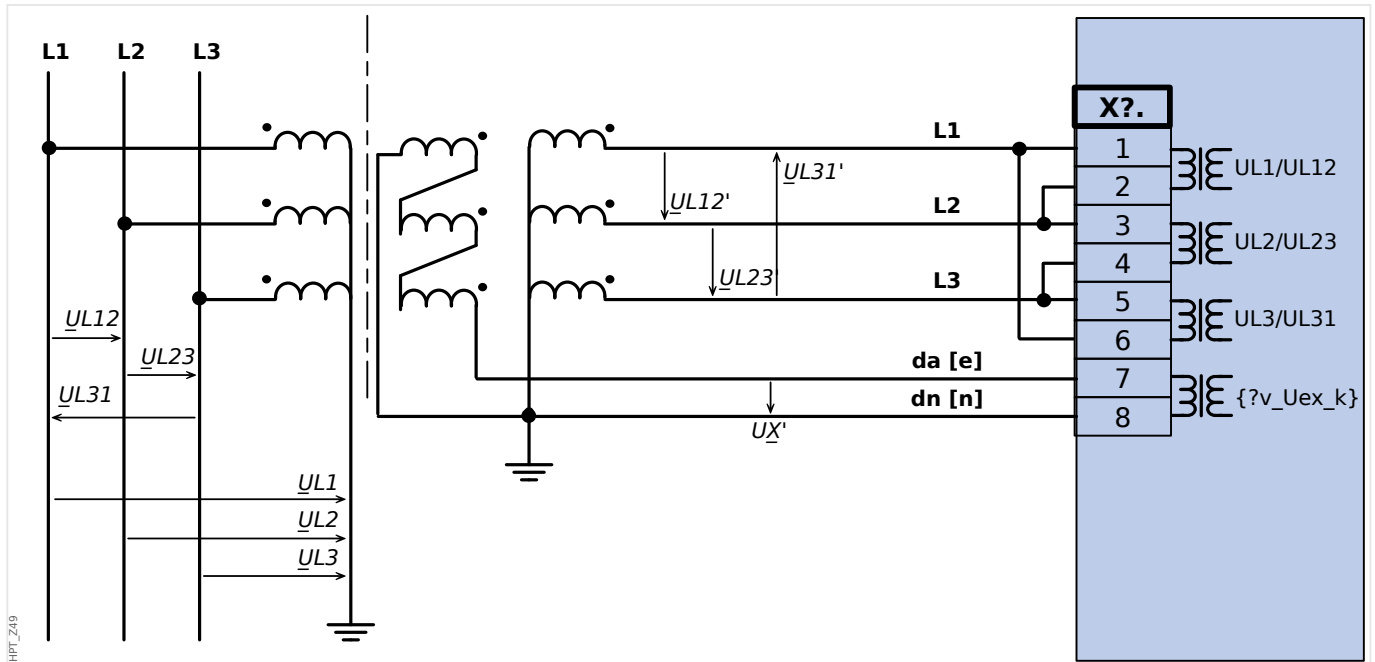 L1 L2 L3
X?.
L1
1
UL1/UL12
UL31'
2
UL12'
L2
3
UL2/UL23
4
UL23'
L3
5
UL3/UL31
UL12
6
UL23
da [e]
7
UL31
dn [n]
{?v_Uex_k}
8
UX'
UL1
UL2
UL3
HPT_Z49